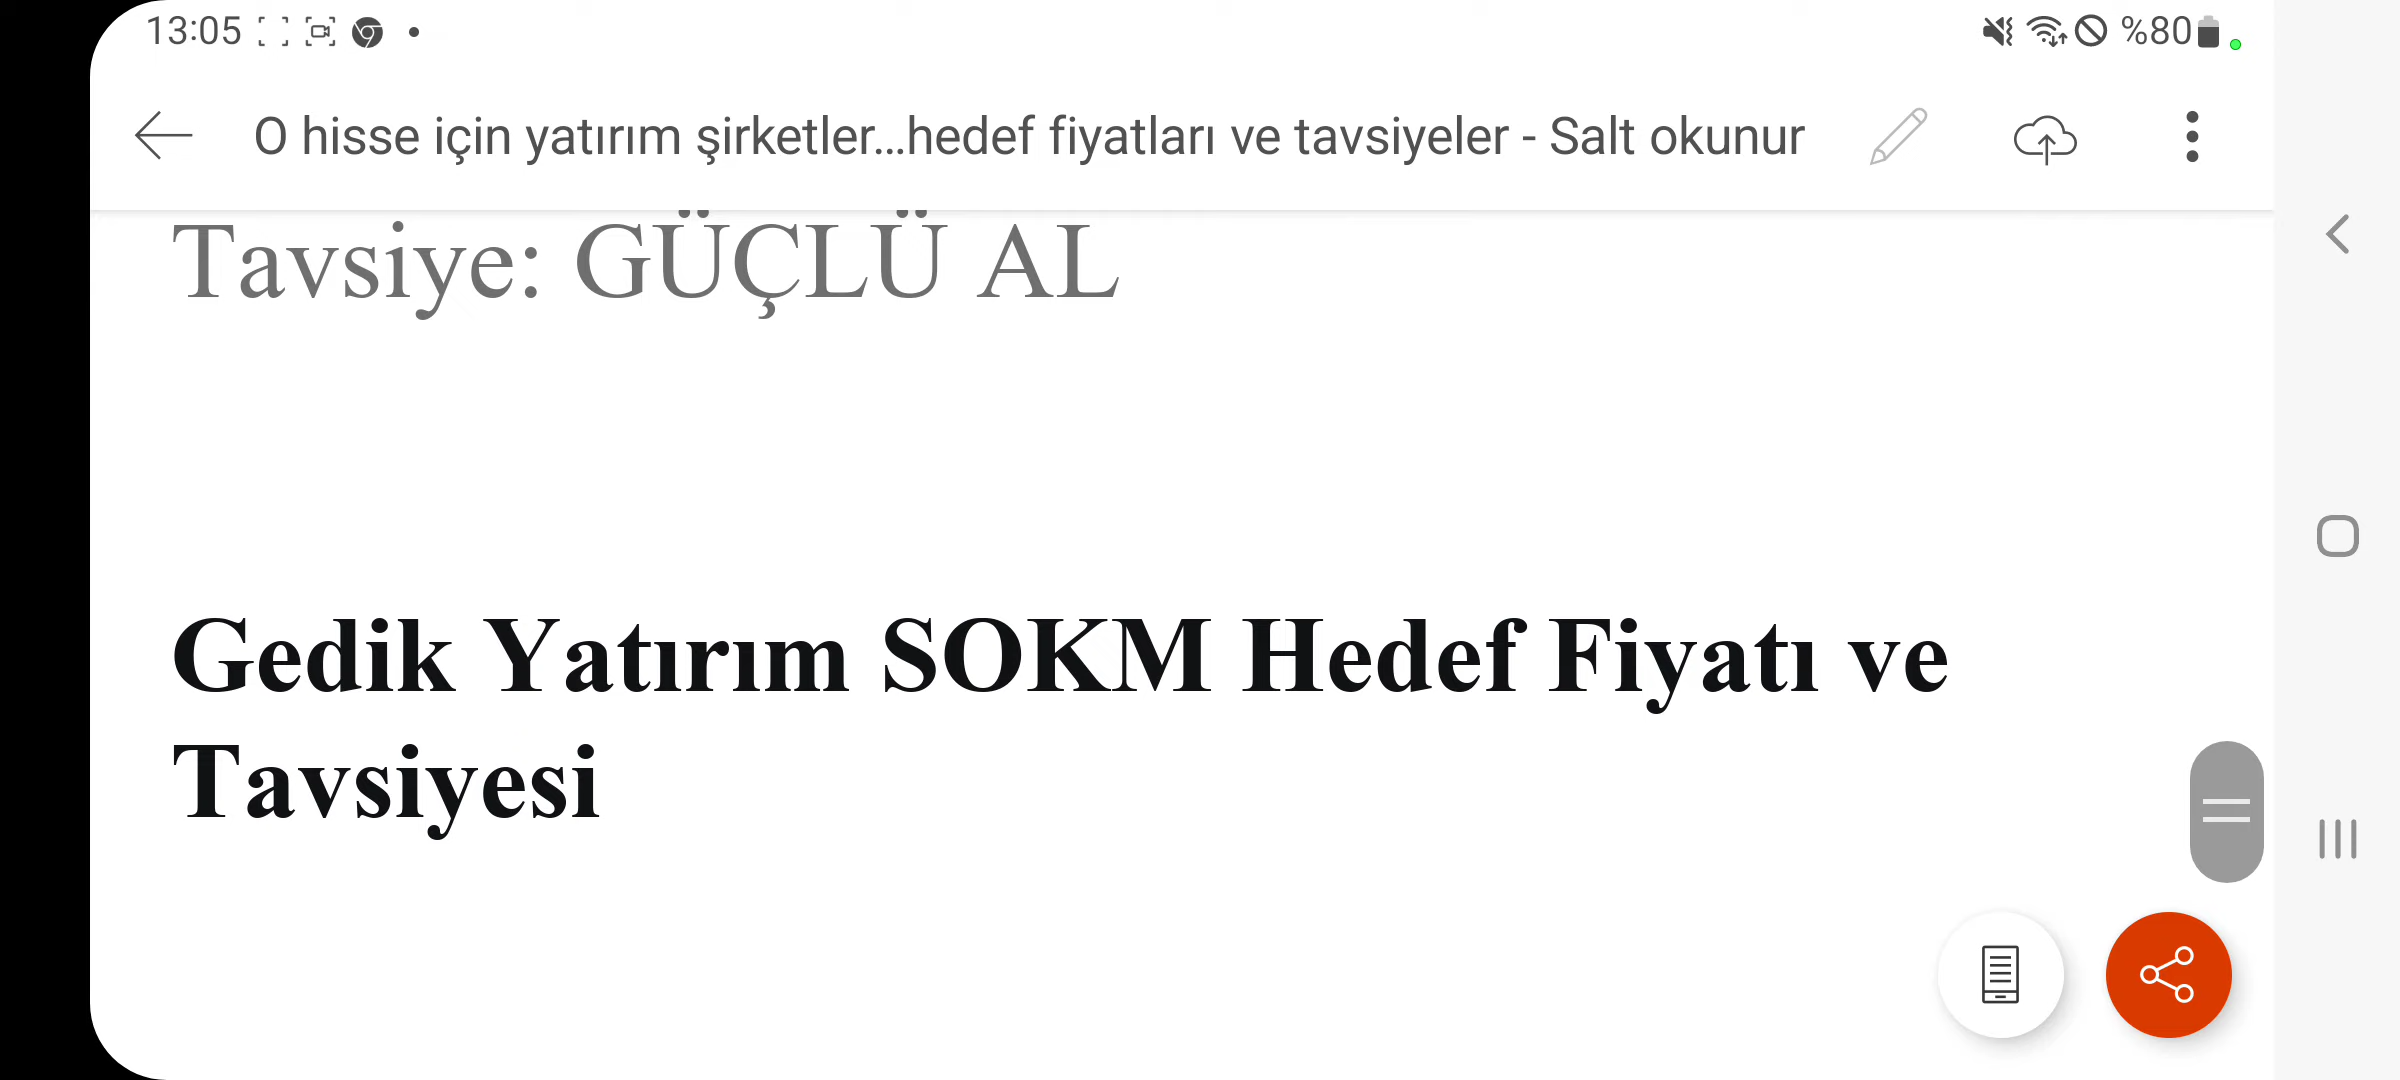 13:05
%80
O hisse için yatırım şirketler...hedef fiyatları ve tavsiyeler - Salt okunur
Tavsiye: GÜÇLÜ AL
Gedik Yatırım SOKM Hedef Fiyatı ve
Tavsiyesi